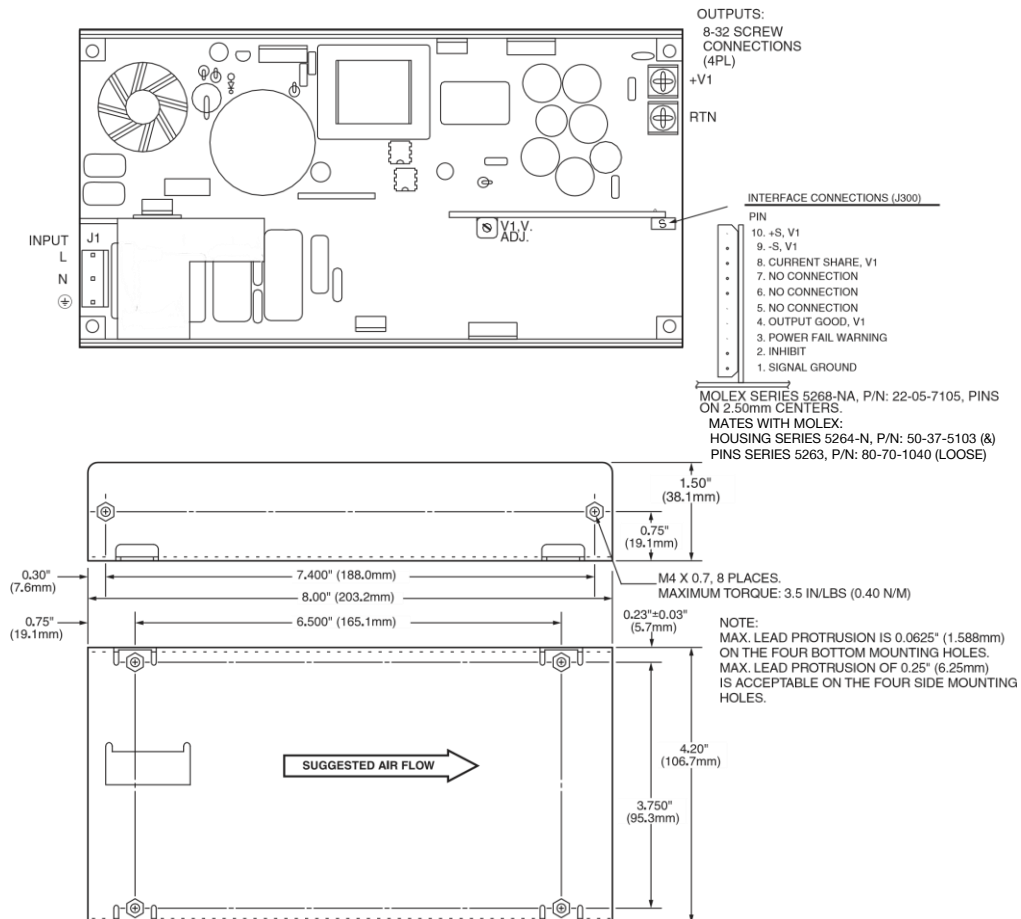 OUTPUTS:
8-32 SCREW
CONNECTIONS
(4PL)
+V1
RTN
INTERFACE CONNECTIONS (J300)
PIN
10. +S, V1
9. -S, V1
8. CURRENT SHARE, V1
7. NO CONNECTION
6. NO CONNECTION
5. NO CONNECTION
4. OUTPUT GOOD, V1
3. POWER FAIL WARNING
2. INHIBIT
1. SIGNAL GROUND
S
V1,V.
ADJ.
INPUT
J1
L
N
MOLEX SERIES 5268-NA, P/N: 22-05-7105, PINS
ON 2.50mm CENTERS.
MATES WITH MOLEX:
HOUSING SERIES 5264-N, P/N: 50-37-5103 (&)
PINS SERIES 5263, P/N: 80-70-1040 (LOOSE)
1.50"
(38.1mm)
0.75"
(19.1mm)
0.30"
(7.6mm)
7.400" (188.0mm)
8.00" (203.2mm)
M4 X 0.7, 8 PLACES.
MAXIMUM TORQUE: 3.5 IN/LBS (0.40 N/M)
0.75"
(19.1mm)
6.500" (165.1mm)
0.23"±0.03"
(5.7mm)
NOTE:
MAX. LEAD PROTRUSION IS 0.0625" (1.588mm)
ON THE FOUR BOTTOM MOUNTING HOLES.
MAX. LEAD PROTRUSION OF 0.25" (6.25mm)
IS ACCEPTABLE ON THE FOUR SIDE MOUNTING
HOLES.
SUGGESTED AIR FLOW
4.20"
(106.7mm)
3.750"
(95.3mm)